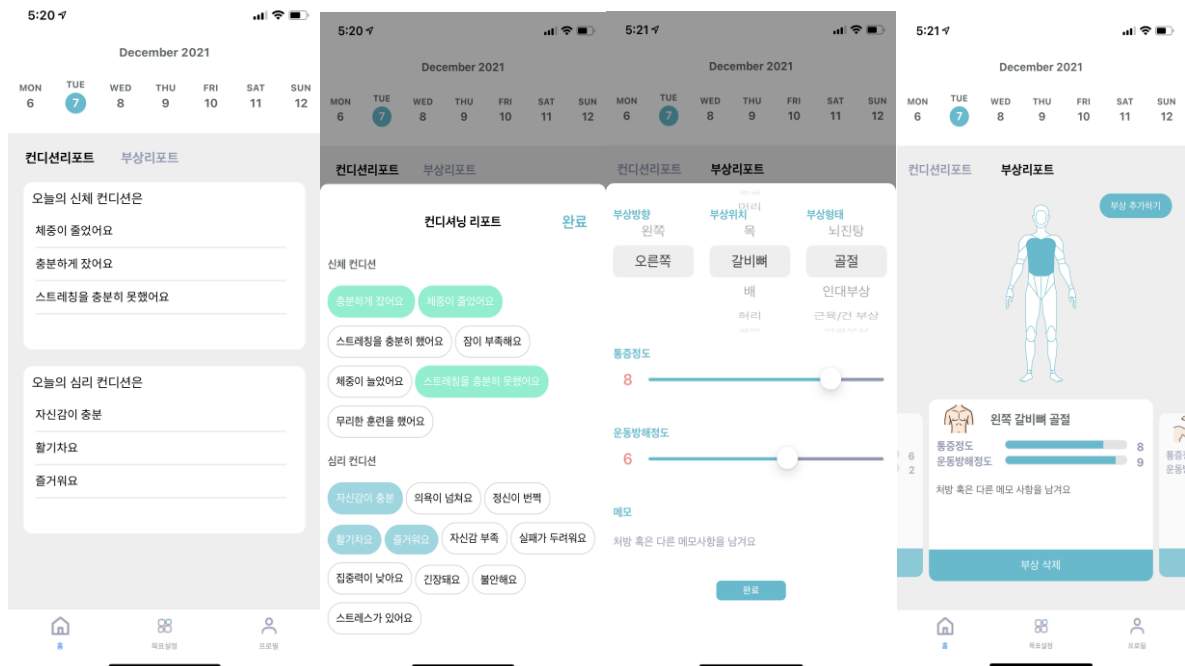 5:20
December 2021
MON TUE WED THU FRI SAT SUN
6 7 8 9 10 11 12
컨디션리포트 부상리포트
오늘의 신체 컨디션은
체중이 줄었어요
충분하게 잤어요
스트레칭을 충분히 못했어요
오늘의 심리 컨디션은
자신감이 충분
활기차요
즐거워요
홈 목표설정 프로필
5:20
December 2021
MON TUE WED THU FRI SAT SUN
6 7 8 9 10 11 12
컨디션리포트 부상리포트
컨디셔닝 리포트 완료
신체 컨디션
충분하게 잤어요 체중이 줄었어요
스트레칭을 충분히 했어요 잠이 부족해요
체중이 늘었어요 스트레칭을 충분히 못했어요
무리한 훈련을 했어요
심리 컨디션
자신감이 충분 의욕이 넘쳐요 정신이 번쩍
활기차요 즐거워요 자신감 부족 실패가 두려워요
집중력이 낮아요 긴장돼요 불안해요
스트레스가 있어요
5:21
December 2021
MON TUE WED THU FRI SAT SUN
6 7 8 9 10 11 12
컨디션리포트 부상리포트
머리
부상방향 부상위치 부상형태
왼쪽 목 뇌진탕
오른쪽 갈비뼈 골절
배 인대부상
허리 근육/건 부상
통증정도
8
운동방해정도
6
메모
처방 혹은 다른 메모사항을 남겨요
완료
5:21
December 2021
MON TUE WED THU FRI SAT SUN
6 7 8 9 10 11 12
컨디션리포트 부상리포트
부상 추가하기
왼쪽 갈비뼈 골절
통증정도 8
운동방해정도 9
처방 혹은 다른 메모 사항을 남겨요
부상 삭제
6
2
홈 목표설정 프로필